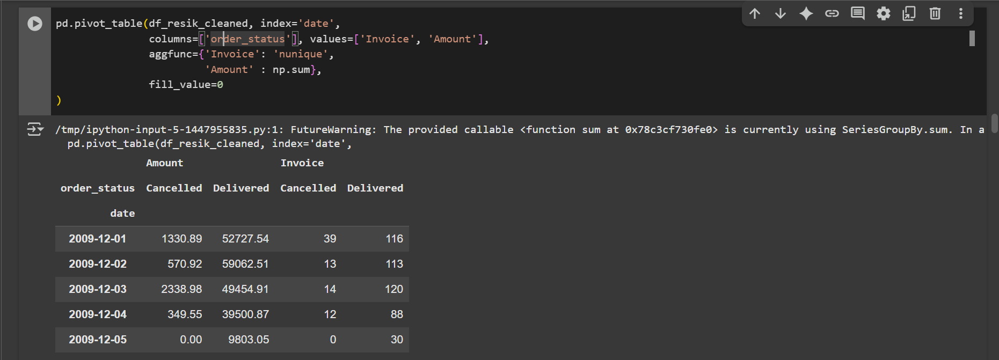 pd.pivot_table(df_resik_cleaned, index='date',
columns=['order_status'], values=['Invoice', 'Amount'],
aggfunc={'Invoice': 'nunique',
'Amount' : np.sum},
fill_value=0
)
/tmp/ipython-input-5-1447955835.py:1: FutureWarning: The provided callable <function sum at 0x78c3cf730fe0> is currently using SeriesGroupBy.sum. In a
pd.pivot_table(df_resik_cleaned, index='date',
Amount Invoice
order_status Cancelled Delivered Cancelled Delivered
date
2009-12-01 1330.89 52727.54 39 116
2009-12-02 570.92 59062.51 13 113
2009-12-03 2338.98 49454.91 14 120
2009-12-04 349.55 39500.87 12 88
2009-12-05 0.00 9803.05 0 30